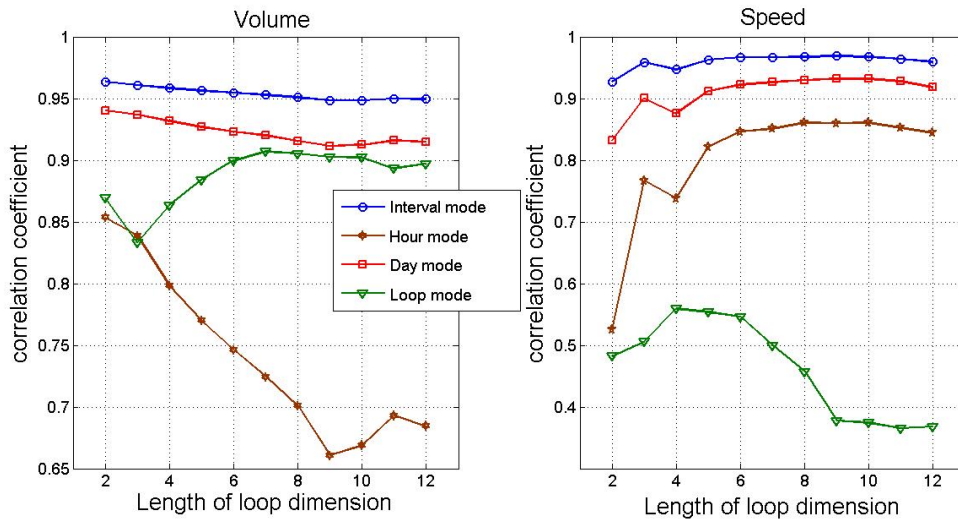 Volume
correlation coefficient
1
0.95
0.9
0.85
0.8
0.75
0.7
0.65
2 4 6 8 10 12
Length of loop dimension
Interval mode
Hour mode
Day mode
Loop mode
Speed
correlation coefficient
1
0.9
0.8
0.7
0.6
0.5
0.4
2 4 6 8 10 12
Length of loop dimension